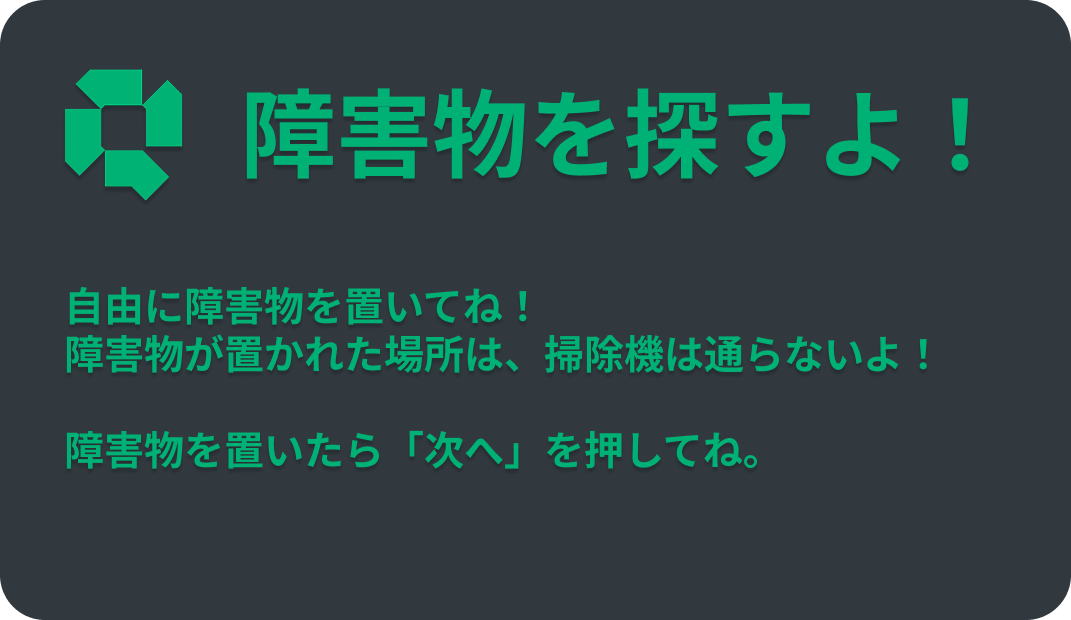 障害物を探すよ！
自由に障害物を置いてね！
障害物が置かれた場所は、掃除機は通らないよ！
障害物を置いたら「次へ」を押してね。